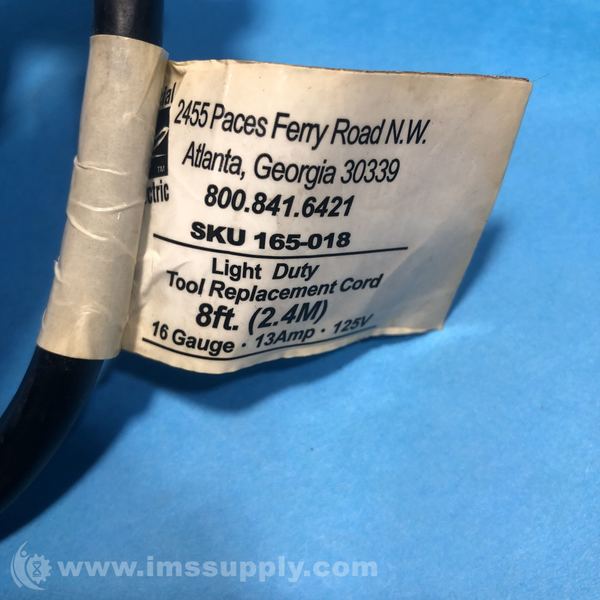 2455 Paces Ferry Road N.W.
Atlanta, Georgia 30339
800.841.6421
SKU 165-018
Light Duty
Tool Replacement Cord
8ft. (2.4M)
16 Gauge · 13Amp · 125V
TM
www.imssupply.com